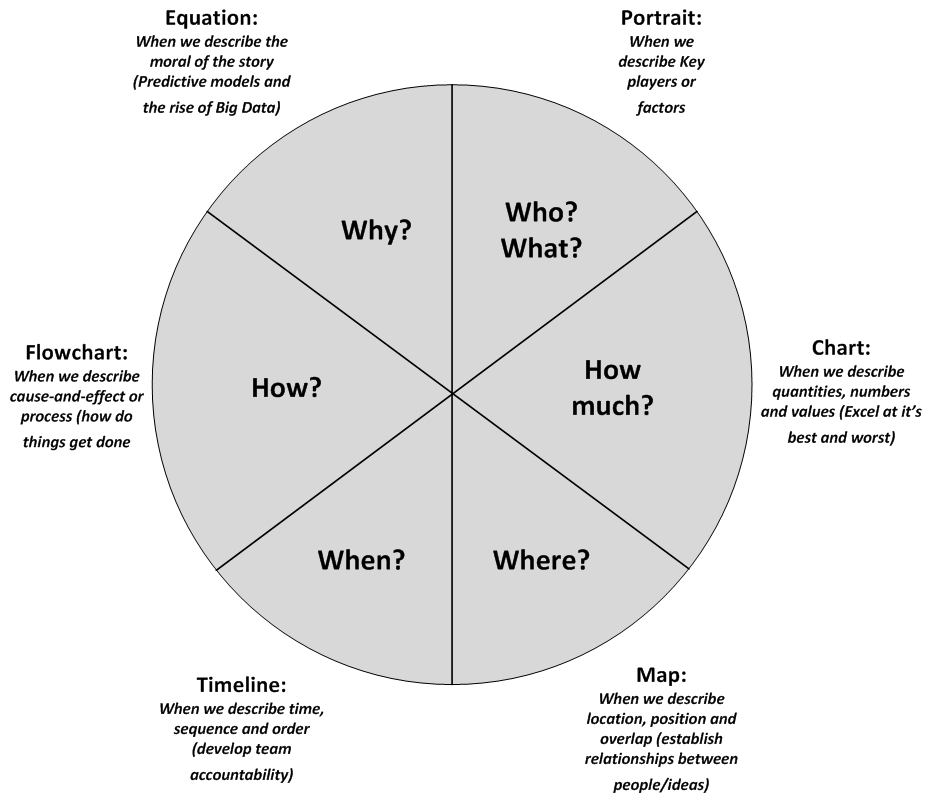 Equation:
When we describe the
moral of the story
(Predictive models and
the rise of Big Data)
Portrait:
When we
describe Key
players or
factors
Why?
Who?
What?
Flowchart:
When we describe
cause-and-effect or
process (how do
things get done
How?
How
much?
Chart:
When we describe
quantities, numbers
and values (Excel at it’s
best and worst)
When?
Where?
Timeline:
When we describe time,
sequence and order
(develop team
accountability)
Map:
When we describe
location, position and
overlap (establish
relationships between
people/ideas)